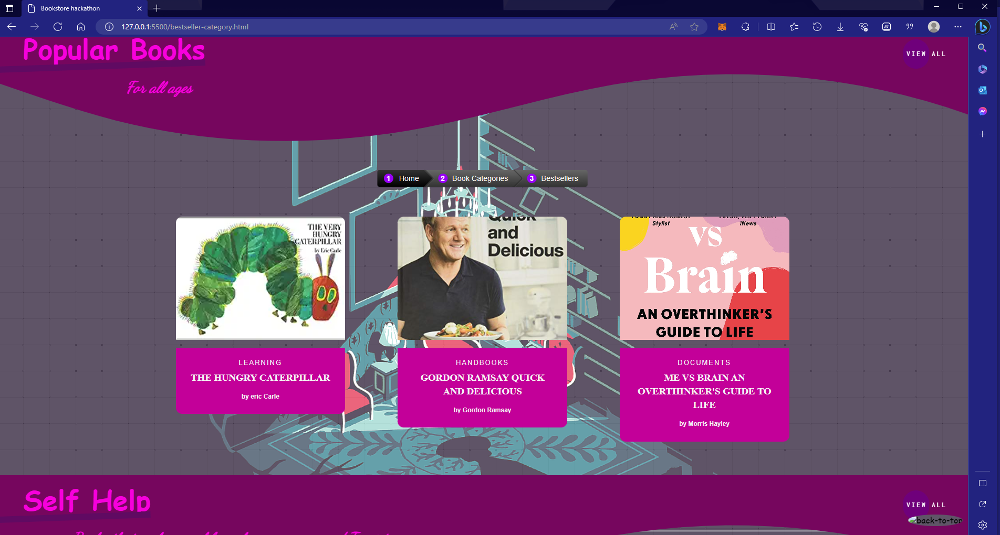 Bookstore hackathon
127.0.0.1:5500/bestseller-category.html
Popular Books
VIEW ALL
For all ages
1 Home
2 Book Categories
3 Bestsellers
THE VERY
HUNGRY
CATERPILLAR
by Eric Carle
Quick
and
Delicious
Stylist
iNews
VS
Brain
AN OVERTHINKER'S
GUIDE TO LIFE
LEARNING
THE HUNGRY CATERPILLAR
by eric Carle
HANDBOOKS
GORDON RAMSAY QUICK
AND DELICIOUS
by Gordon Ramsay
DOCUMENTS
ME VS BRAIN AN
OVERTHINKER'S GUIDE TO
LIFE
by Morris Hayley
Self Help
VIEW ALL
back-to-top